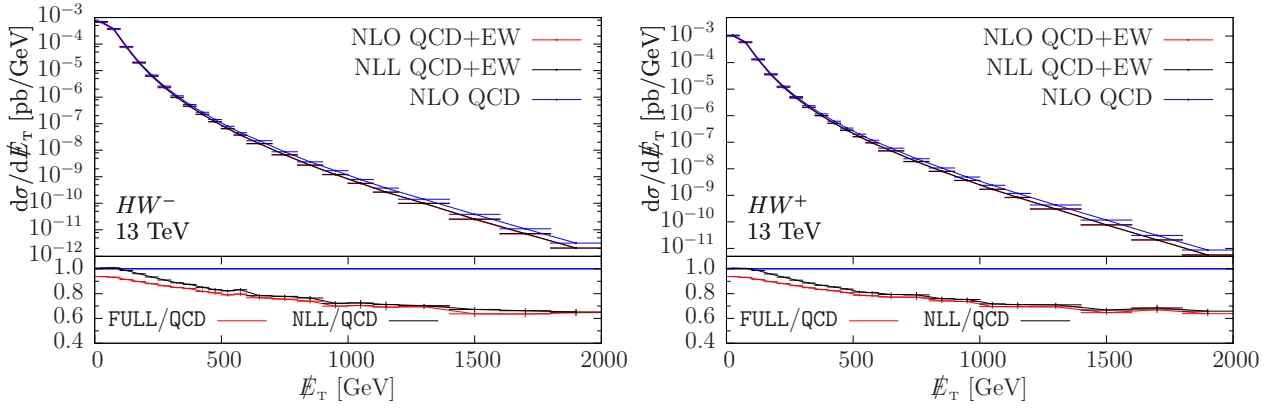 dσ/dE̸_T [pb/GeV]
10^−3
10^−4
10^−5
10^−6
10^−7
10^−8
10^−9
10^−10
10^−11
10^−12
NLO QCD+EW
NLL QCD+EW
NLO QCD
HW^−
13 TeV
1.0
0.8
0.6
0.4
FULL/QCD
NLL/QCD
0 500 1000 1500 2000
E̸_T [GeV]
dσ/dE̸_T [pb/GeV]
10^−3
10^−4
10^−5
10^−6
10^−7
10^−8
10^−9
10^−10
10^−11
NLO QCD+EW
NLL QCD+EW
NLO QCD
HW^+
13 TeV
1.0
0.8
0.6
0.4
FULL/QCD
NLL/QCD
0 500 1000 1500 2000
E̸_T [GeV]